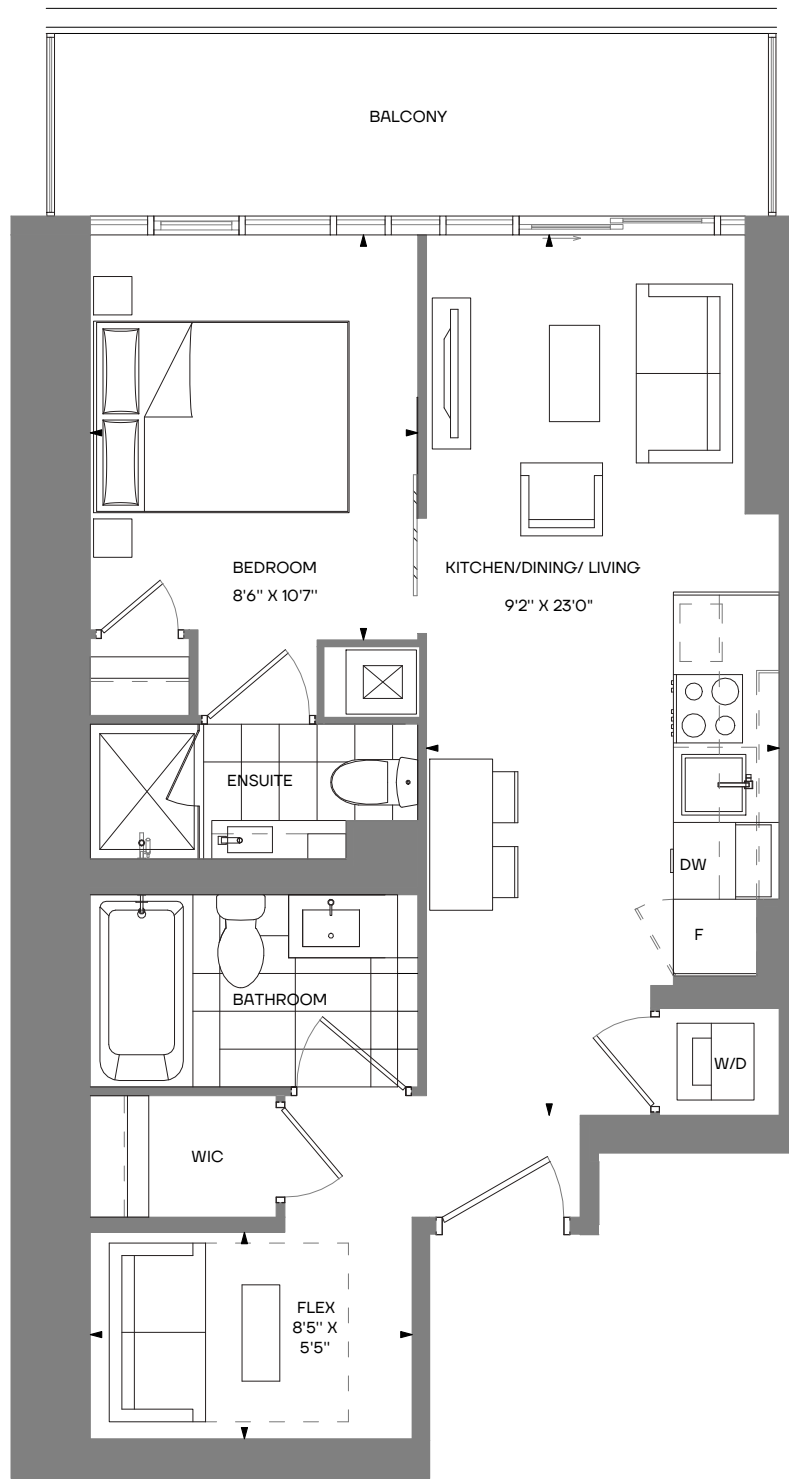 BALCONY
BEDROOM
8'6" X 10'7"
KITCHEN/DINING/ LIVING
9'2" X 23'0"
ENSUITE
DW
F
BATHROOM
W/D
WIC
FLEX
8'5" X
5'5"